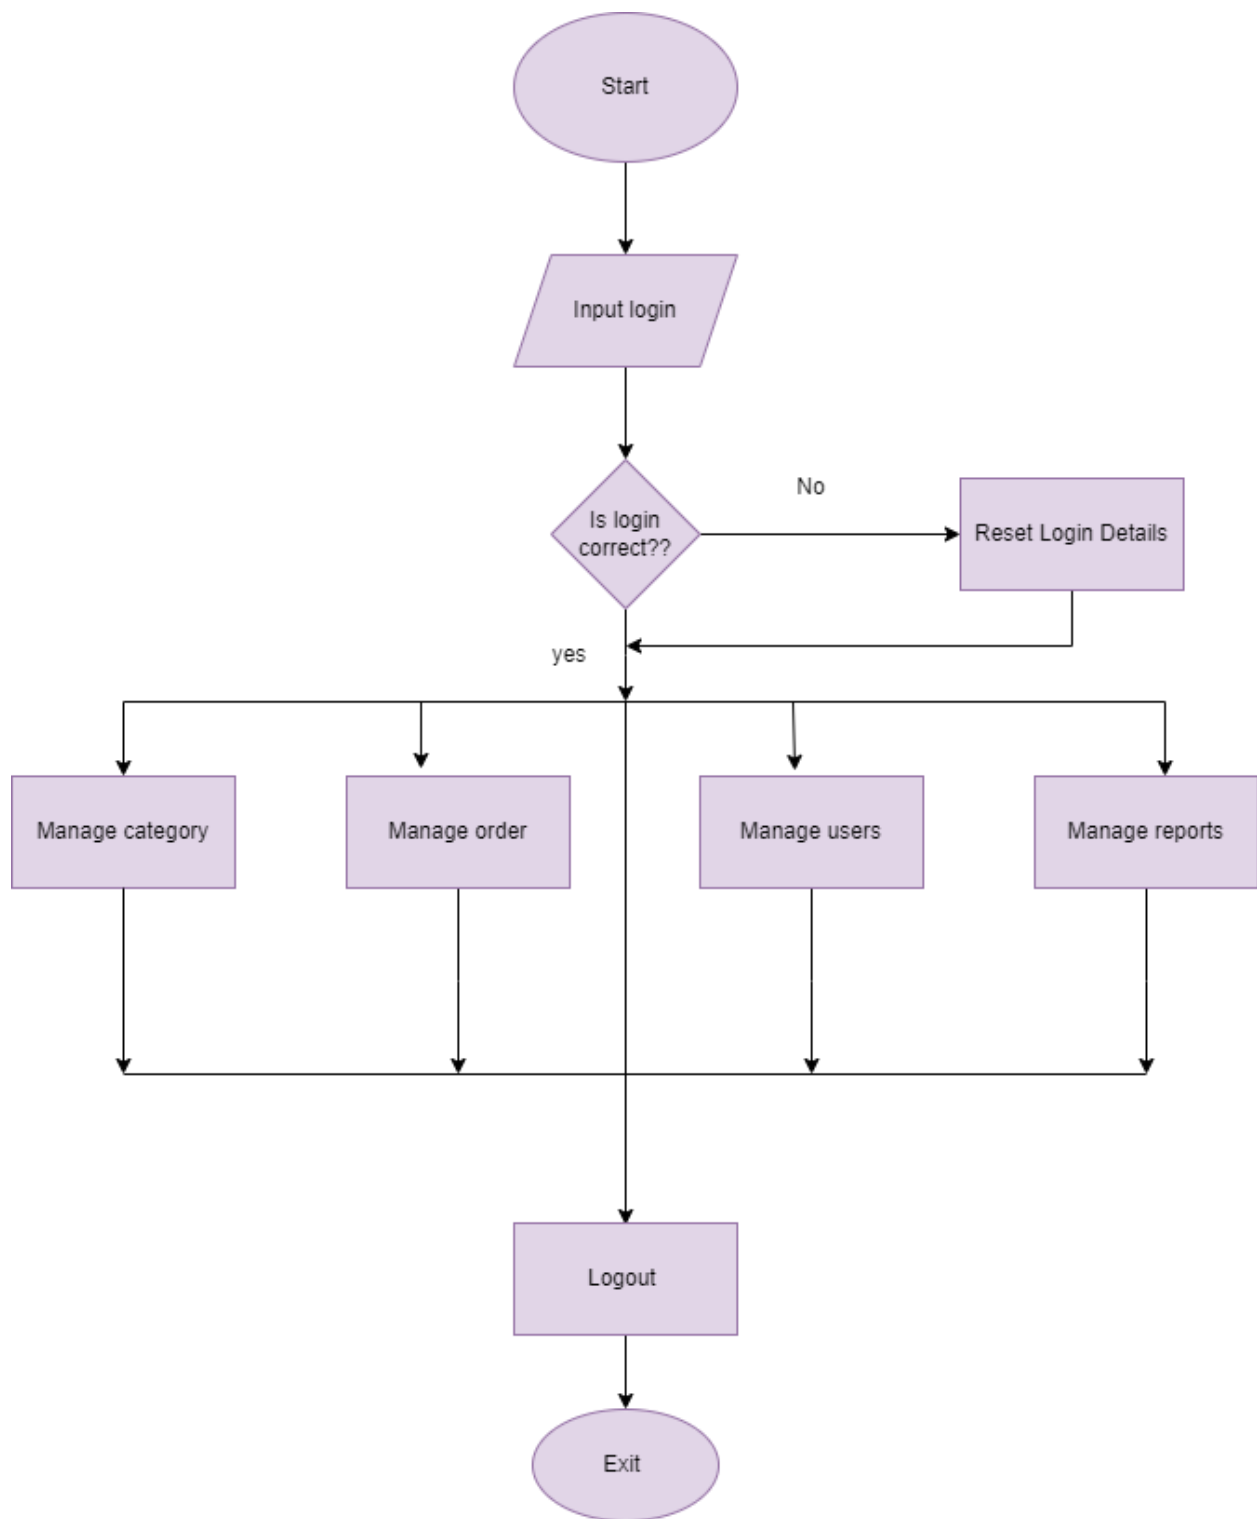 Start
Input login
Is login
correct??
No
Reset Login Details
yes
Manage category
Manage order
Manage users
Manage reports
Logout
Exit